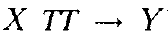 X TT → Y